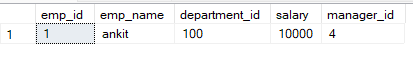 emp_id emp_name department_id salary manager_id
1 1 ankit 100 10000 4